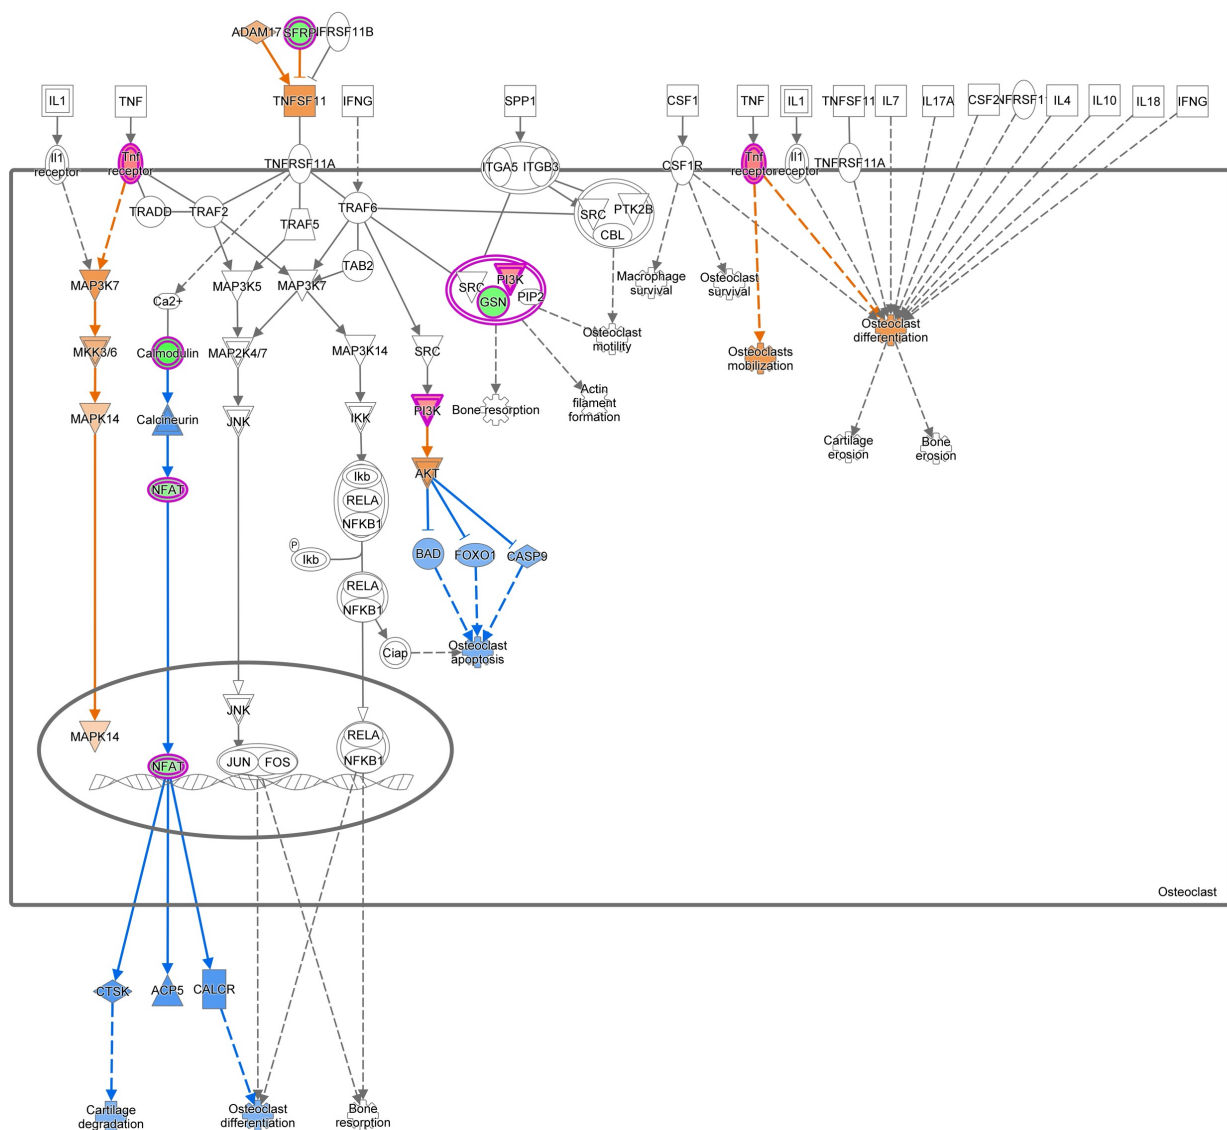 ADAM17
SFRP
IFRSF11B
IL1
TNF
TNFSF11
IFNG
SPP1
CSF1
TNF
IL1
TNFSF11
IL7
IL17A
CSF2
NFRSF11
IL4
IL10
IL18
IFNG
Il1
receptor
Tnf
receptor
TNFRSF11A
ITGA5
ITGB3
CSF1R
Tnf
receptor
Il1
receptor
TNFRSF11A
TRADD
TRAF2
TRAF5
TRAF6
SRC
PTK2B
CBL
TAB2
MAP3K7
Ca2+
MAP3K5
MAP3K7
SRC
PI3K
GSN
PIP2
Macrophage
survival
Osteoclast
survival
Osteoclast
motility
Osteoclasts
mobilization
Osteoclast
differentiation
MKK3/6
Calmodulin
MAP2K4/7
MAP3K14
SRC
MAPK14
Calcineurin
JNK
IKK
PI3K
Bone resorption
Actin
filament
formation
Cartilage
erosion
Bone
erosion
NFAT
Ikb
RELA
NFKB1
AKT
P
Ikb
BAD
FOXO1
CASP9
RELA
NFKB1
Ciap
Osteoclast
apoptosis
MAPK14
NFAT
JNK
JUN
FOS
RELA
NFKB1
Osteoclast
CTSK
ACP5
CALCR
Cartilage
degradation
Osteoclast
differentiation
Bone
resorption